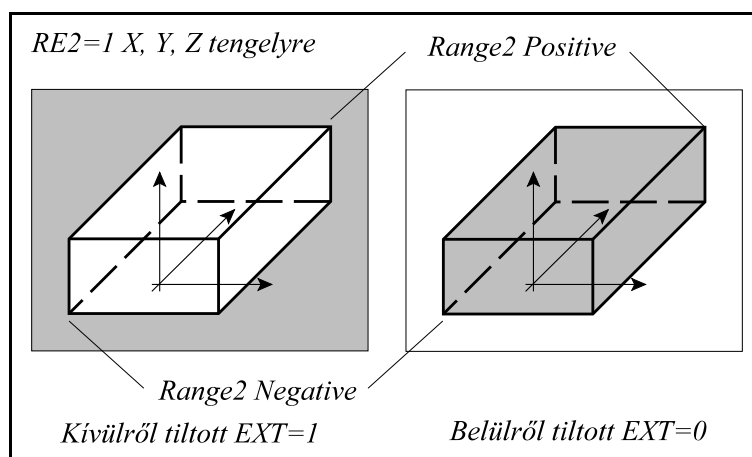 RE2=1 X, Y, Z tengelyre
Range2 Positive
Range2 Negative
Kívülről tiltott EXT=1
Belülről tiltott EXT=0